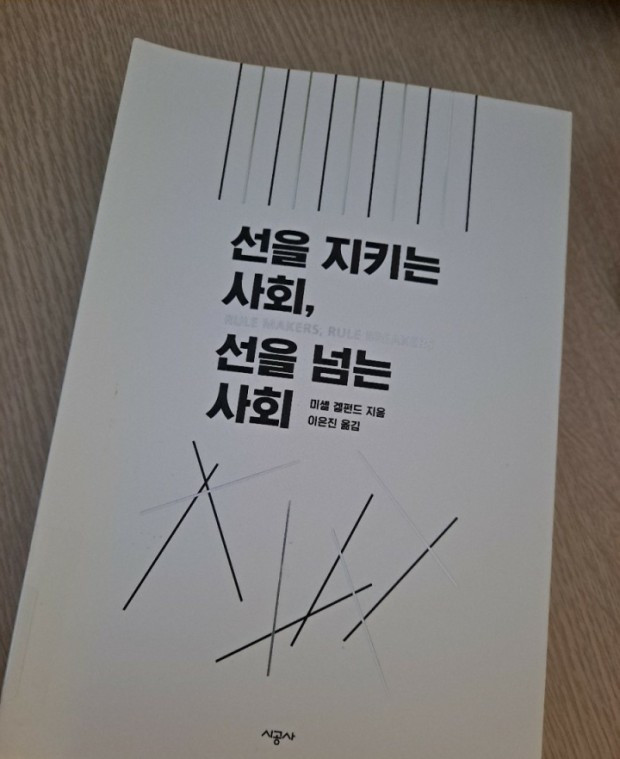 선을 지키는
사회,
RULE MAKERS, RULE BREAKERS
선을 넘는
사회
미셸 겔펀드 지음
이은진 옮김
시공사